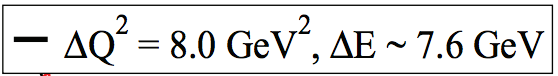 ΔQ² = 8.0 GeV², ΔE ~ 7.6 GeV